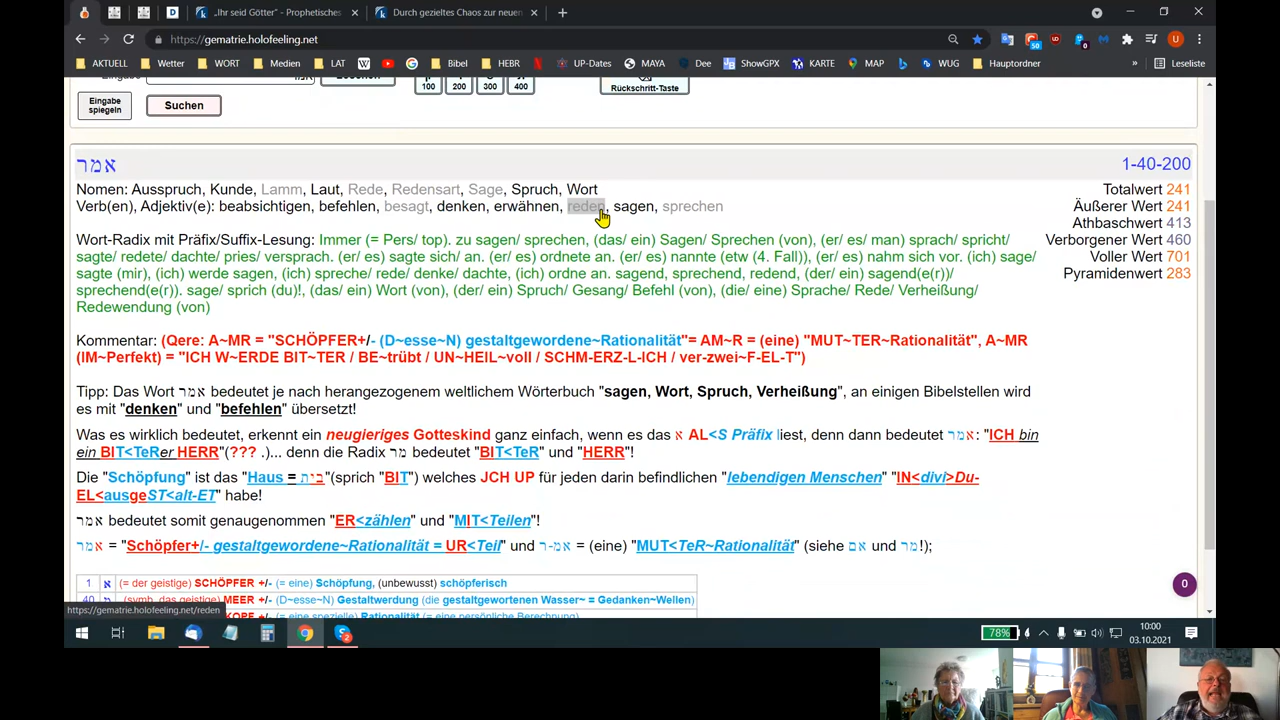 „Ihr seid Götter" - Prophetisches
Durch gezieltes Chaos zur neuen
https://gematrie.holofeeling.net
50
0
U
AKTUELL Wetter WORT Medien LAT Bibel HEBR UP-Dates MAYA Dee ShowGPX KARTE MAP WUG Hauptordner » Leseliste
100 200 300 400 Rückschritt-Taste
Eingabe spiegeln
Suchen
אמר 1-40-200
Nomen: Ausspruch, Kunde, Lamm, Laut, Rede, Redensart, Sage, Spruch, Wort Totalwert 241
Verb(en), Adjektiv(e): beabsichtigen, befehlen, besagt, denken, erwähnen, reden, sagen, sprechen Äußerer Wert 241
Athbaschwert 413
Wort-Radix mit Präfix/Suffix-Lesung: Immer (= Pers/ top). zu sagen/ sprechen, (das/ ein) Sagen/ Sprechen (von), (er/ es/ man) sprach/ spricht/ Verborgener Wert 460
sagte/ redete/ dachte/ pries/ versprach. (er/ es) sagte sich/ an. (er/ es) ordnete an. (er/ es) nannte (etw (4. Fall)), (er/ es) nahm sich vor. (ich) sage/ Voller Wert 701
sagte (mir), (ich) werde sagen, (ich) spreche/ rede/ denke/ dachte, (ich) ordne an. sagend, sprechend, redend, (der/ ein) sagend(e(r))/ Pyramidenwert 283
sprechend(e(r)). sage/ sprich (du)!, (das/ ein) Wort (von), (der/ ein) Spruch/ Gesang/ Befehl (von), (die/ eine) Sprache/ Rede/ Verheißung/
Redewendung (von)
Kommentar: (Qere: A~MR = "SCHÖPFER+/- (D~esse~N) gestaltgewordene~Rationalität"= AM~R = (eine) "MUT~TER~Rationalität", A~MR
(IM~Perfekt) = "ICH W~ERDE BIT~TER / BE~trübt / UN~HEIL~voll / SCHM-ERZ-L-ICH / ver-zwei~F-EL-T")
Tipp: Das Wort אמר bedeutet je nach herangezogenem weltlichem Wörterbuch "sagen, Wort, Spruch, Verheißung", an einigen Bibelstellen wird
es mit "denken" und "befehlen" übersetzt!
Was es wirklich bedeutet, erkennt ein neugieriges Gotteskind ganz einfach, wenn es das א AL<S Präfix liest, denn dann bedeutet אמר: "ICH bin
ein BIT<TeRer HERR"(??? .)... denn die Radix מר bedeutet "BIT<TeR" und "HERR"!
Die "Schöpfung" ist das "Haus = בית"(sprich "BIT") welches JCH UP für jeden darin befindlichen "lebendigen Menschen" "IN<divi>Du-
EL<ausgeST<alt-ET" habe!
אמר bedeutet somit genaugenommen "ER<zählen" und "MIT<Teilen"!
אמר = "Schöpfer+/- gestaltgewordene~Rationalität = UR<Teil" und אמ-ר = (eine) "MUT<TeR~Rationalität" (siehe אם und מר!);
1 א (= der geistige) SCHÖPFER +/- (= eine) Schöpfung, (unbewusst) schöpferisch
40 מ (symb. das geistige) MEER +/- (D~esse~N) Gestaltwerdung (die gestaltgewortenen Wasser~ = Gedanken~Wellen)
KOPF +/- (= eine spezielle) Rationalität (= eine persönliche Berechnung)
0
https://gematrie.holofeeling.net/reden
78% 10:00
03.10.2021